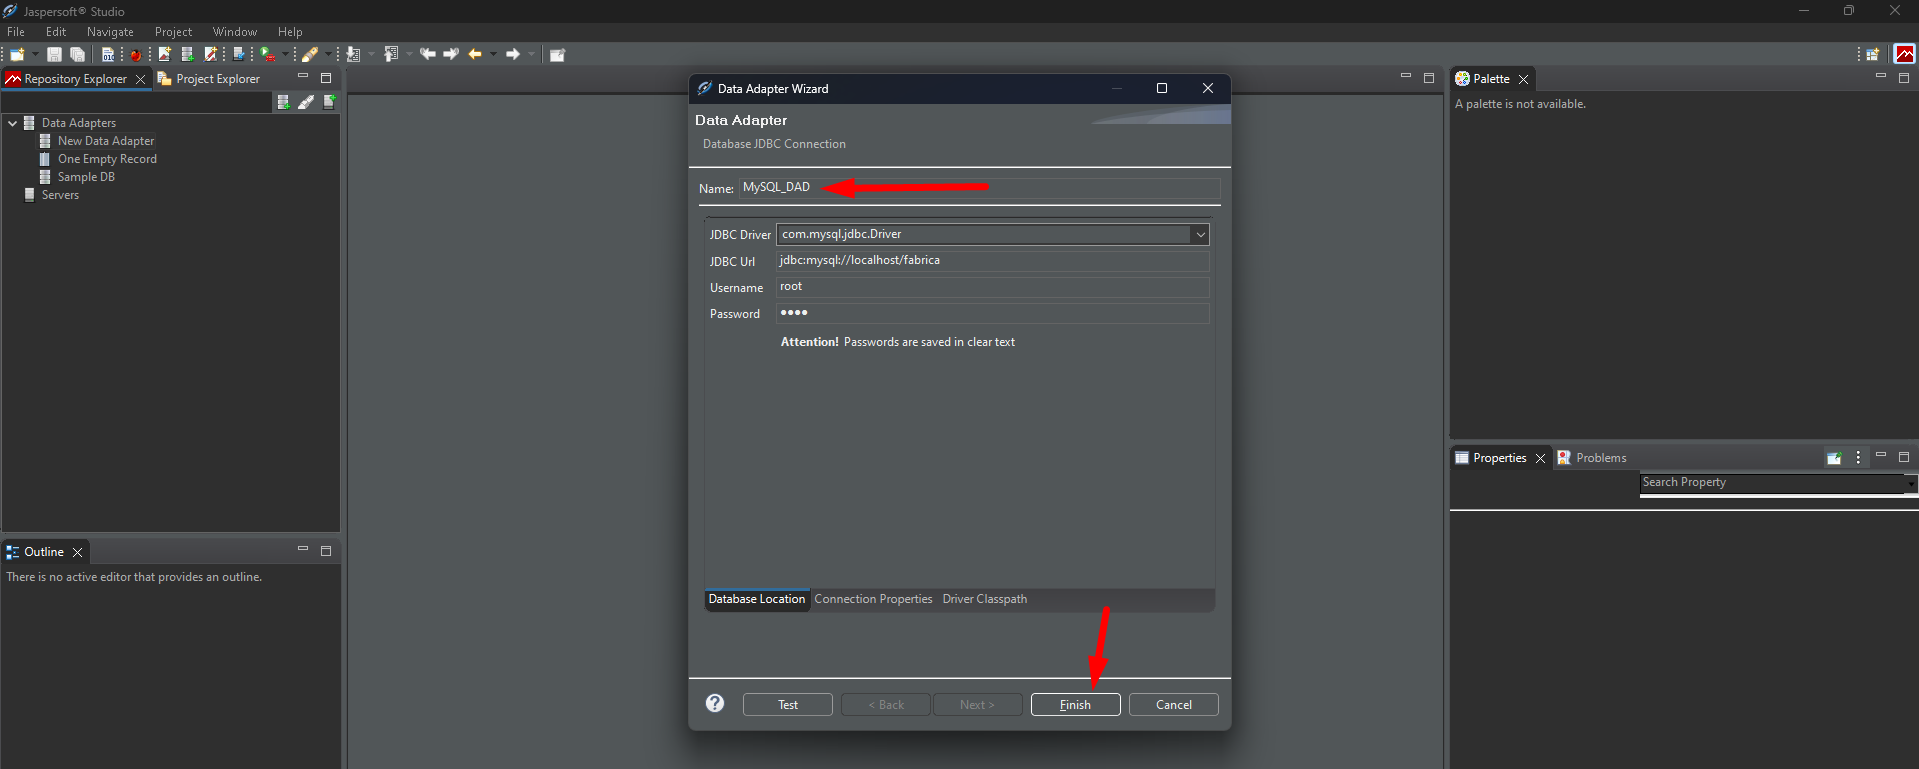 Jaspersoft® Studio
File Edit Navigate Project Window Help
Repository Explorer
Project Explorer
Data Adapters
New Data Adapter
One Empty Record
Sample DB
Servers
Outline
There is no active editor that provides an outline.
Data Adapter Wizard
Data Adapter
Database JDBC Connection
Name: MySQL_DAD
JDBC Driver com.mysql.jdbc.Driver
JDBC Url jdbc:mysql://localhost/fabrica
Username root
Password ●●●●
Attention! Passwords are saved in clear text
Database Location Connection Properties Driver Classpath
? Test < Back Next > Finish Cancel
Palette
A palette is not available.
Properties
Problems
Search Property